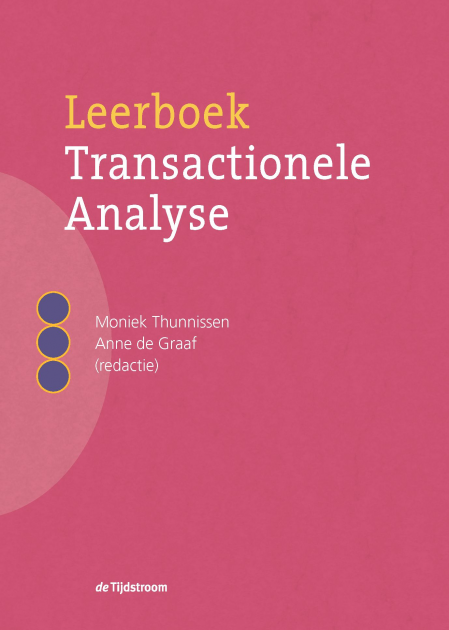 Leerboek
Transactionele
Analyse
Moniek Thunnissen
Anne de Graaf
(redactie)
de Tijdstroom